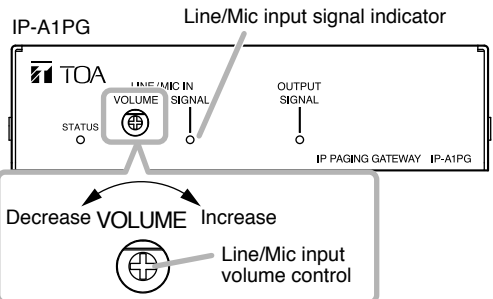 Line/Mic input signal indicator
IP-A1PG
TOA
LINE/MIC IN
VOLUME SIGNAL
OUTPUT
SIGNAL
STATUS
IP PAGING GATEWAY IP-A1PG
Decrease VOLUME Increase
Line/Mic input
volume control